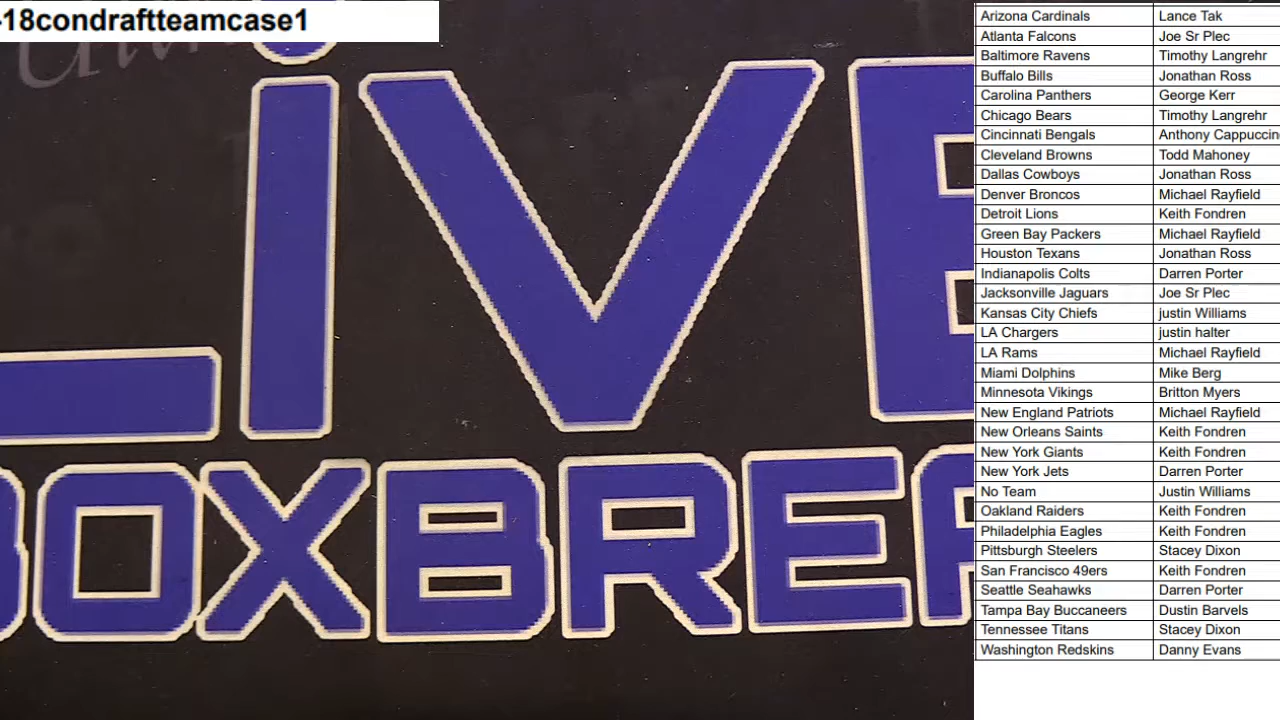 -18condraftteamcase1
LiVE
BOXBREA
Arizona Cardinals Lance Tak
Atlanta Falcons Joe Sr Plec
Baltimore Ravens Timothy Langrehr
Buffalo Bills Jonathan Ross
Carolina Panthers George Kerr
Chicago Bears Timothy Langrehr
Cincinnati Bengals Anthony Cappuccin
Cleveland Browns Todd Mahoney
Dallas Cowboys Jonathan Ross
Denver Broncos Michael Rayfield
Detroit Lions Keith Fondren
Green Bay Packers Michael Rayfield
Houston Texans Jonathan Ross
Indianapolis Colts Darren Porter
Jacksonville Jaguars Joe Sr Plec
Kansas City Chiefs justin Williams
LA Chargers justin halter
LA Rams Michael Rayfield
Miami Dolphins Mike Berg
Minnesota Vikings Britton Myers
New England Patriots Michael Rayfield
New Orleans Saints Keith Fondren
New York Giants Keith Fondren
New York Jets Darren Porter
No Team Justin Williams
Oakland Raiders Keith Fondren
Philadelphia Eagles Keith Fondren
Pittsburgh Steelers Stacey Dixon
San Francisco 49ers Keith Fondren
Seattle Seahawks Darren Porter
Tampa Bay Buccaneers Dustin Barvels
Tennessee Titans Stacey Dixon
Washington Redskins Danny Evans